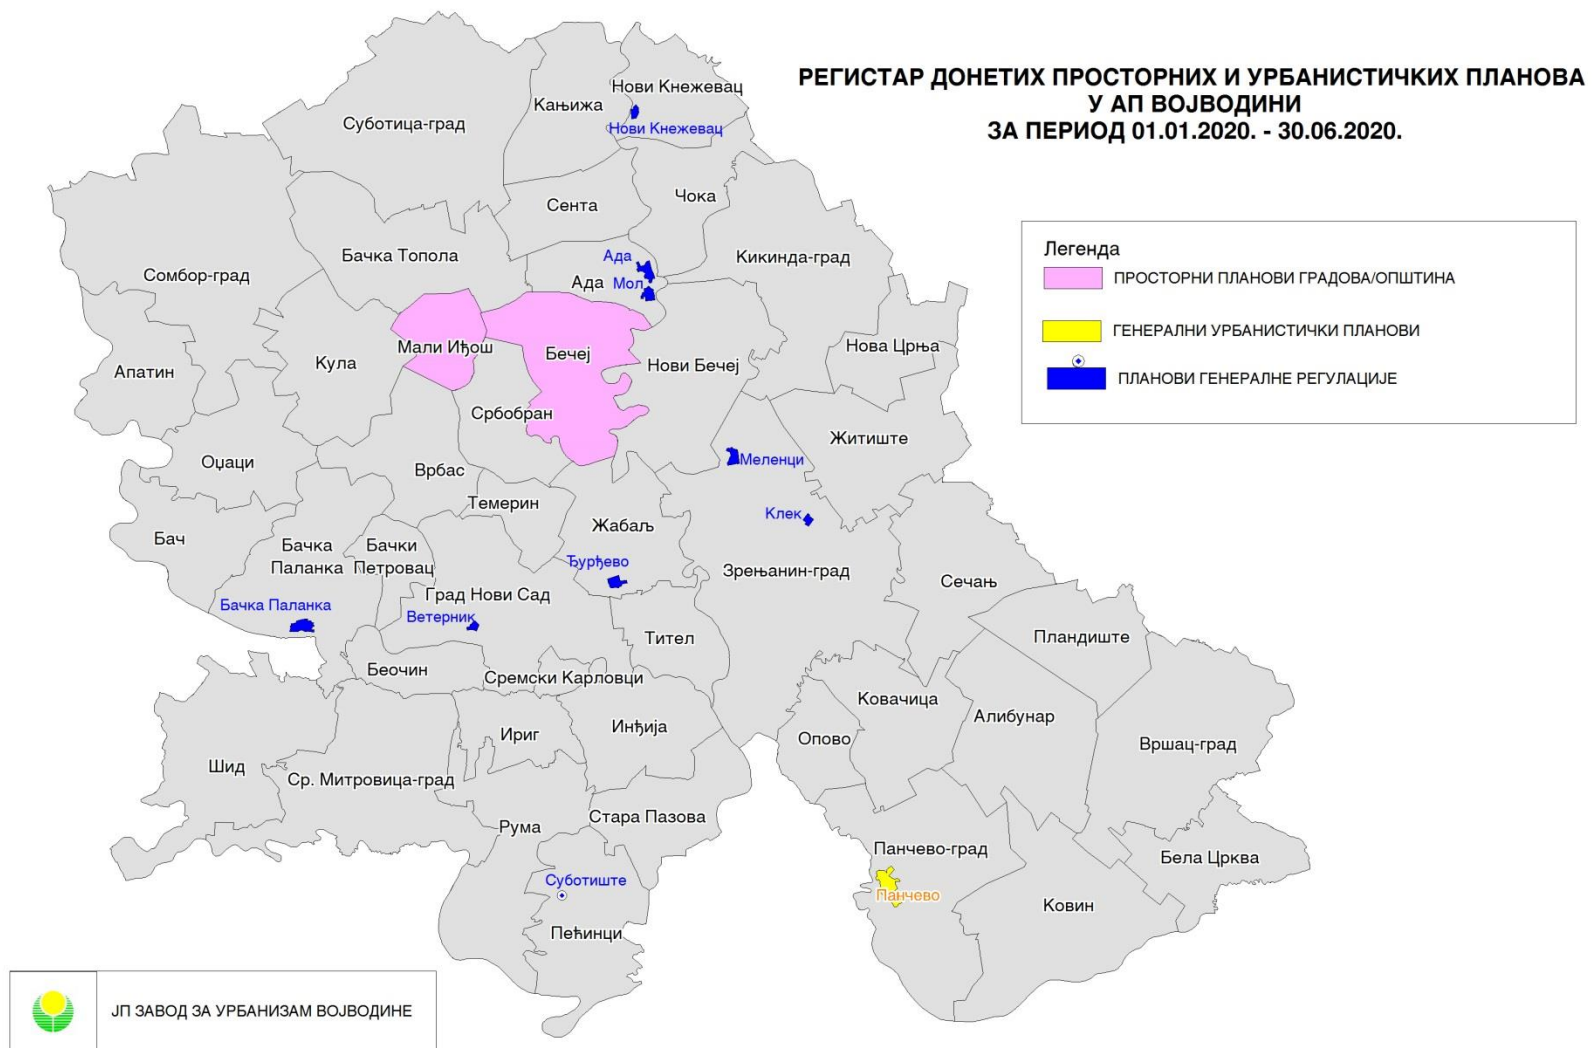 РЕГИСТАР ДОНЕТИХ ПРОСТОРНИХ И УРБАНИСТИЧКИХ ПЛАНОВА
У АП ВОЈВОДИНИ
ЗА ПЕРИОД 01.01.2020. - 30.06.2020.
Легенда
ПРОСТОРНИ ПЛАНОВИ ГРАДОВА/ОПШТИНА
ГЕНЕРАЛНИ УРБАНИСТИЧКИ ПЛАНОВИ
ПЛАНОВИ ГЕНЕРАЛНЕ РЕГУЛАЦИЈЕ
Нови Кнежевац
Кањижа
Суботица-град
Нови Кнежевац
Чока
Сента
Бачка Топола
Ада
Кикинда-град
Сомбор-град
Ада
Мол
Мали Иђош
Бечеј
Нова Црња
Кула
Нови Бечеј
Апатин
Србобран
Житиште
Оџаци
Врбас
Меленци
Темерин
Клек
Жабаљ
Бач
Бачка
Паланка
Бачки
Петровац
Ђурђево
Зрењанин-град
Сечањ
Град Нови Сад
Бачка Паланка
Ветерник
Тител
Пландиште
Беочин
Сремски Карловци
Ковачица
Алибунар
Инђија
Ириг
Опово
Вршац-град
Шид
Ср. Митровица-град
Стара Пазова
Рума
Панчево-град
Бела Црква
Суботиште
Панчево
Ковин
Пећинци
ЈП ЗАВОД ЗА УРБАНИЗАМ ВОЈВОДИНЕ